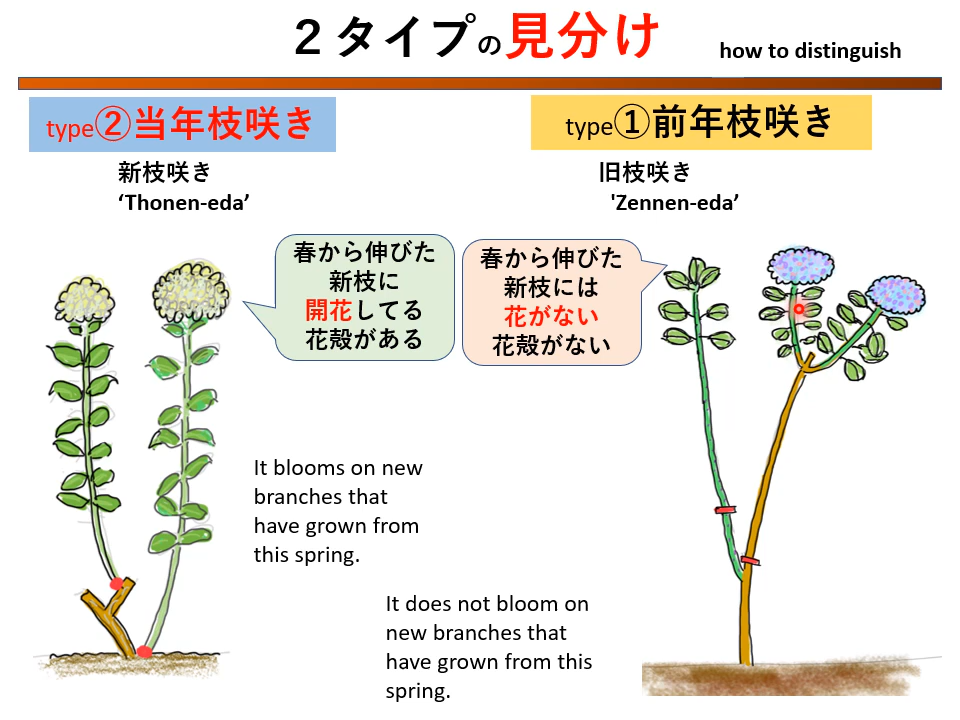 ２タイプの見分け
how to distinguish
type②当年枝咲き
type①前年枝咲き
新枝咲き
‘Thonen-eda’
旧枝咲き
'Zennen-eda’
春から伸びた
新枝に
開花してる
花殻がある
春から伸びた
新枝には
花がない
花殻がない
It blooms on new
branches that
have grown from
this spring.
It does not bloom on
new branches that
have grown from this
spring.